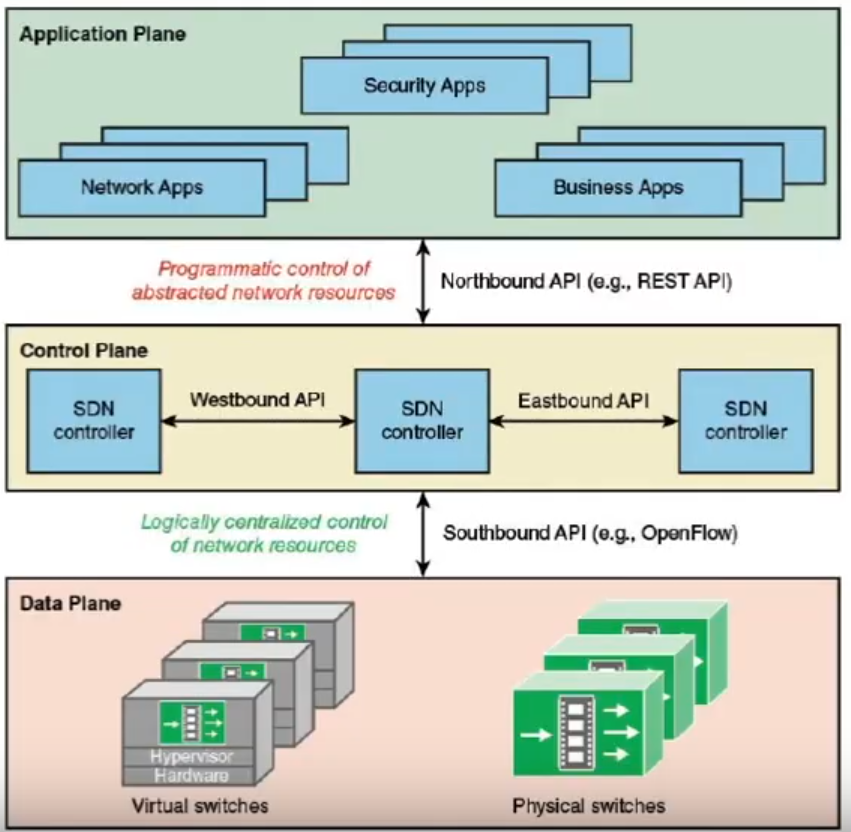 Application Plane
Security Apps
Network Apps
Business Apps
Programmatic control of
abstracted network resources
Northbound API (e.g., REST API)
Control Plane
SDN
controller
Westbound API
SDN
controller
Eastbound API
SDN
controller
Logically centralized control
of network resources
Southbound API (e.g., OpenFlow)
Data Plane
Hypervisor
Hardware
Virtual switches
Physical switches